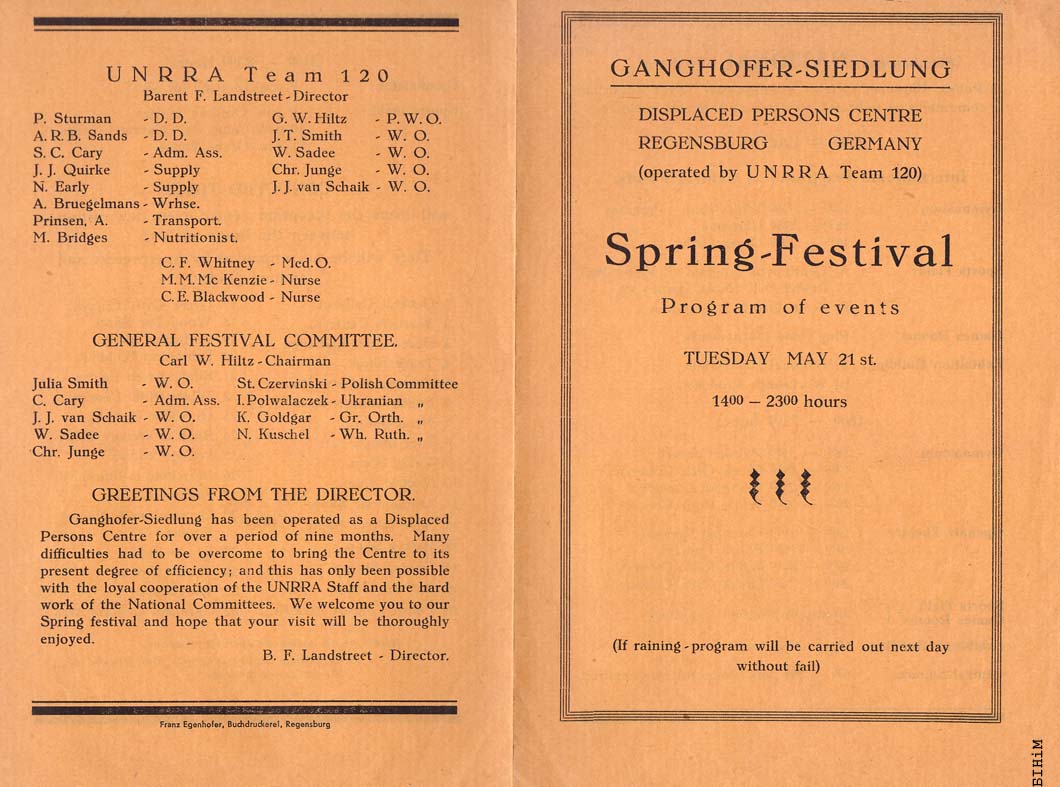 UNRRA Team 120
Barent F. Landstreet - Director
P. Sturman - D. D. G. W. Hiltz - P. W. O.
A. R. B. Sands - D. D. J. T. Smith - W. O.
S. C. Cary - Adm. Ass. W. Sadee - W. O.
J. J. Quirke - Supply Chr. Junge - W. O.
N. Early - Supply J. J. van Schaik - W. O.
A. Bruegelmans - Wrhse.
Prinsen, A. - Transport.
M. Bridges - Nutritionist.
C. F. Whitney - Med. O.
M. M. Mc Kenzie - Nurse
C. E. Blackwood - Nurse
GENERAL FESTIVAL COMMITTEE.
Carl W. Hiltz - Chairman
Julia Smith - W. O. St. Czervinski - Polish Committee
C. Cary - Adm. Ass. I. Polwalaczek - Ukranian „
J. J. van Schaik - W. O. K. Goldgar - Gr. Orth. „
W. Sadee - W. O. N. Kuschel - Wh. Ruth. „
Chr. Junge - W. O.
GREETINGS FROM THE DIRECTOR.
Ganghofer-Siedlung has been operated as a Displaced
Persons Centre for over a period of nine months. Many
difficulties had to be overcome to bring the Centre to its
present degree of efficiency; and this has only been possible
with the loyal cooperation of the UNRRA Staff and the hard
work of the National Committees. We welcome you to our
Spring festival and hope that your visit will be thoroughly
enjoyed.
B. F. Landstreet - Director.
Franz Egenhofer, Buchdruckerei, Regensburg
GANGHOFER-SIEDLUNG
DISPLACED PERSONS CENTRE
REGENSBURG GERMANY
(operated by UNRRA Team 120)
Spring-Festival
Program of events
TUESDAY MAY 21 st.
1400 — 2300 hours
(If raining - program will be carried out next day
without fail)
BIHiM